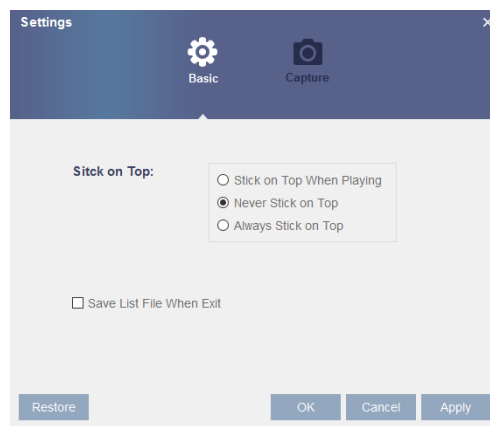 Settings
Basic
Capture
Sitck on Top:
Stick on Top When Playing
Never Stick on Top
Always Stick on Top
Save List File When Exit
Restore
OK
Cancel
Apply